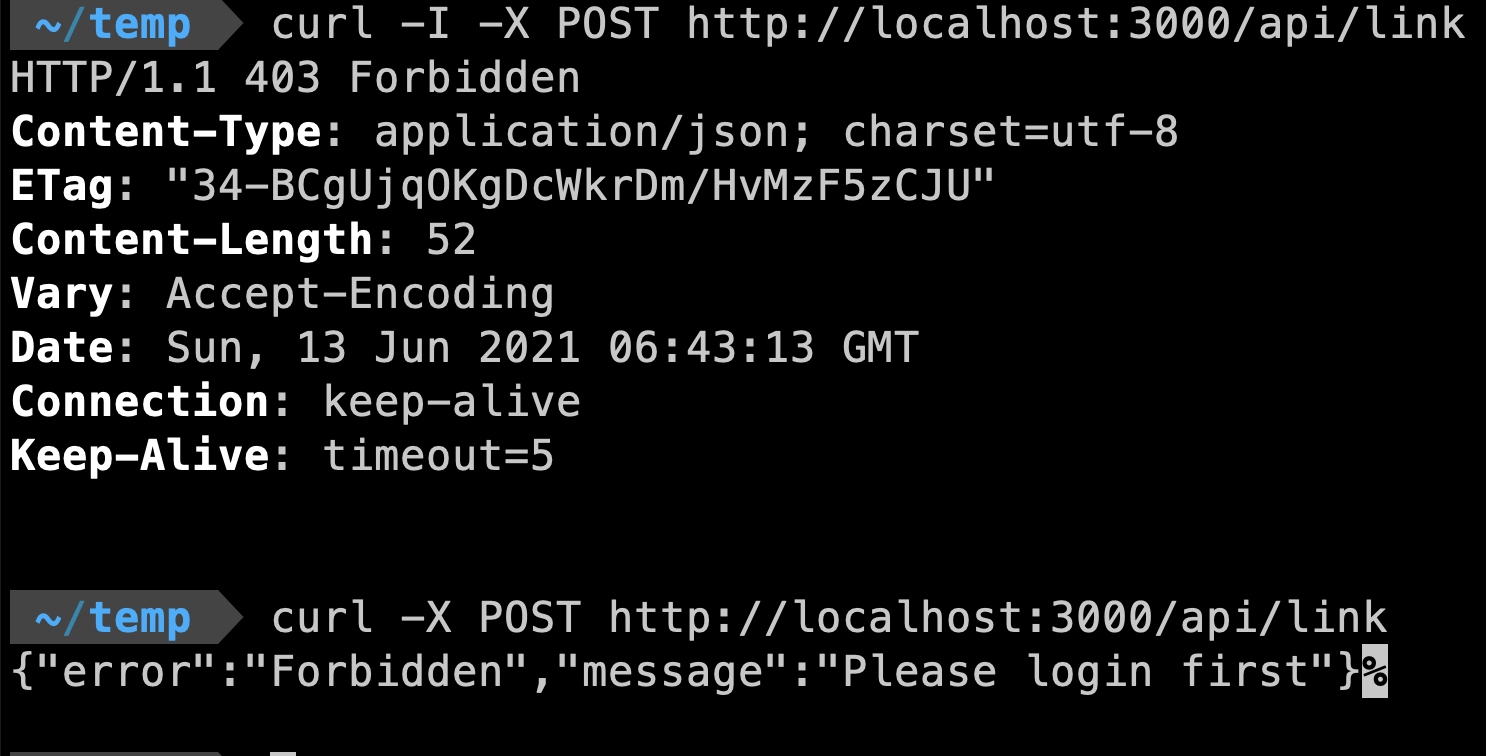 ~/temp curl -I -X POST http://localhost:3000/api/link
HTTP/1.1 403 Forbidden
Content-Type: application/json; charset=utf-8
ETag: "34-BCgUjqOKgDcWkrDm/HvMzF5zCJU"
Content-Length: 52
Vary: Accept-Encoding
Date: Sun, 13 Jun 2021 06:43:13 GMT
Connection: keep-alive
Keep-Alive: timeout=5
~/temp curl -X POST http://localhost:3000/api/link
{"error":"Forbidden","message":"Please login first"}%